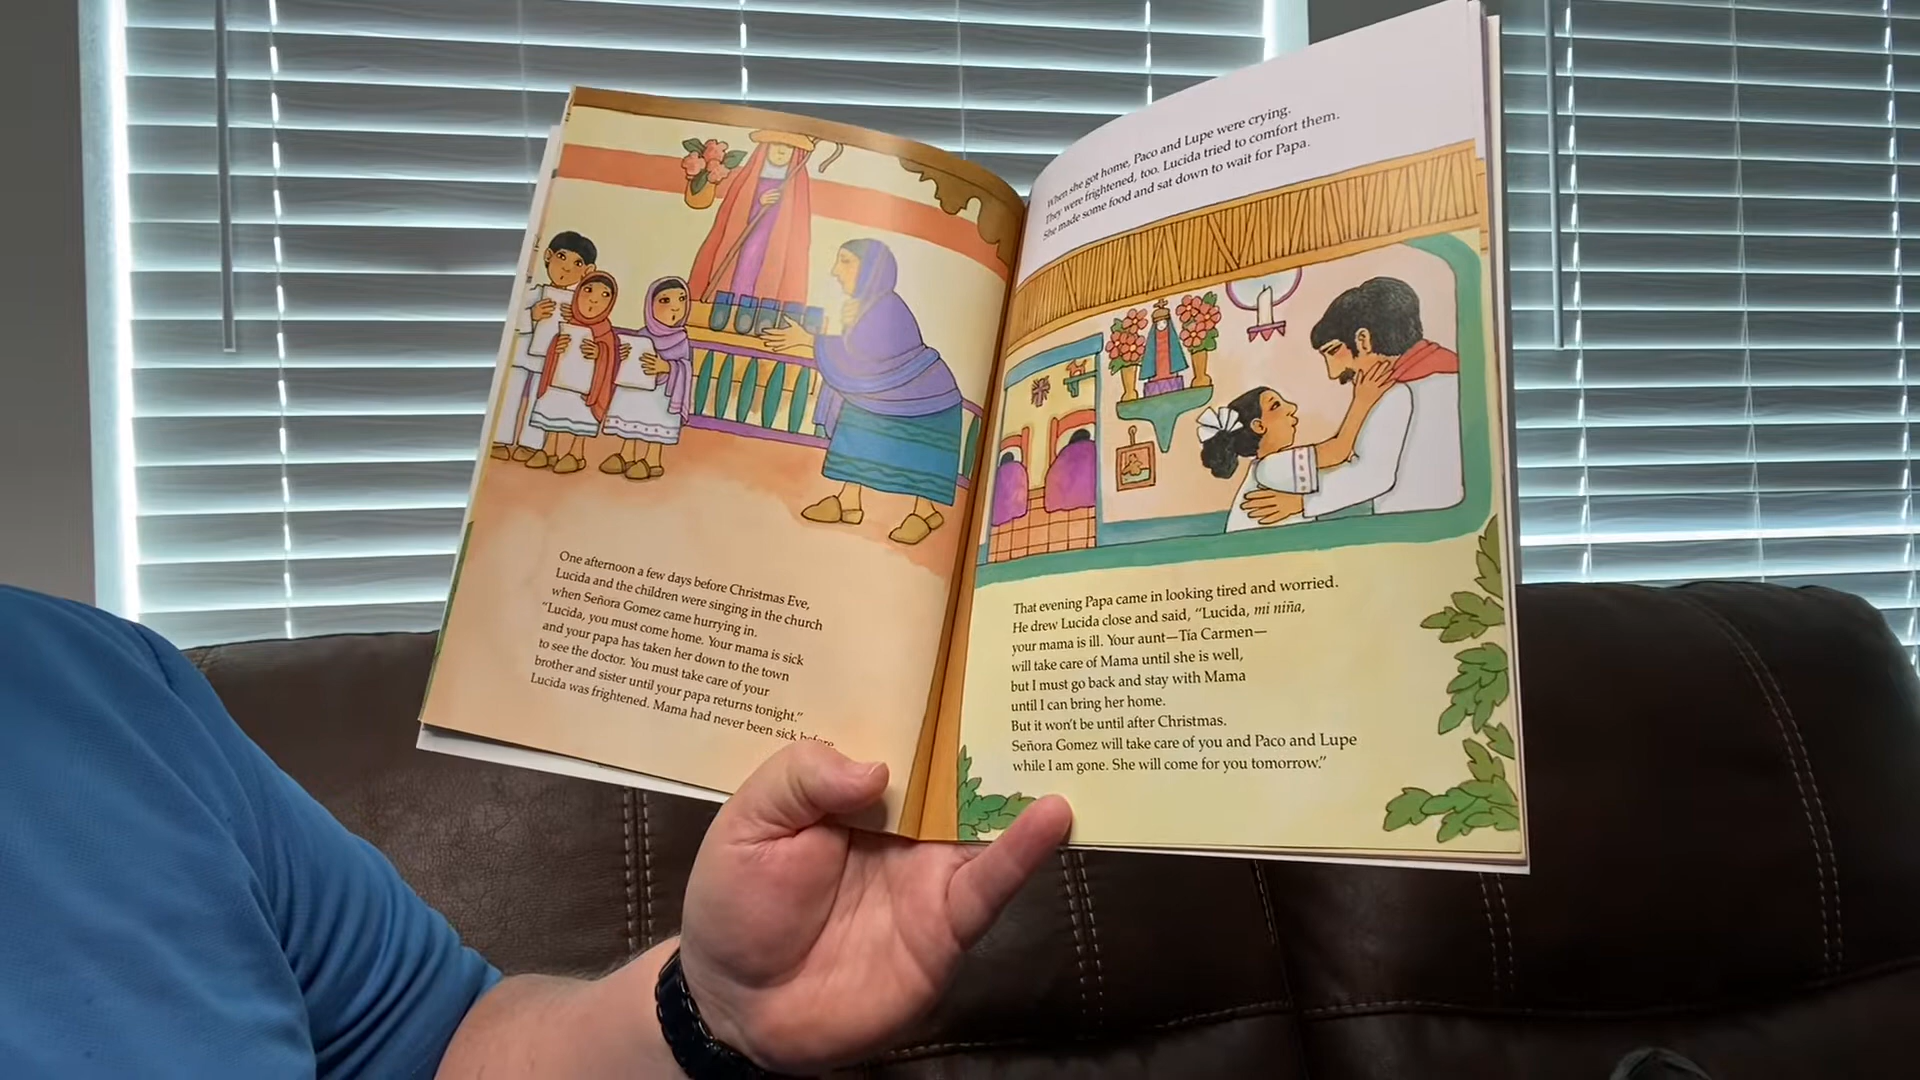 One afternoon a few days before Christmas Eve,
Lucida and the children were singing in the church
when Señora Gomez came hurrying in.
“Lucida, you must come home. Your mama is sick
and your papa has taken her down to the town
to see the doctor. You must take care of your
brother and sister until your papa returns tonight.”
Lucida was frightened. Mama had never been sick before
When she got home, Paco and Lupe were crying.
They were frightened, too. Lucida tried to comfort them.
She made some food and sat down to wait for Papa.
That evening Papa came in looking tired and worried.
He drew Lucida close and said, “Lucida, mi niña,
your mama is ill. Your aunt—Tía Carmen—
will take care of Mama until she is well,
but I must go back and stay with Mama
until I can bring her home.
But it won’t be until after Christmas.
Señora Gomez will take care of you and Paco and Lupe
while I am gone. She will come for you tomorrow.”